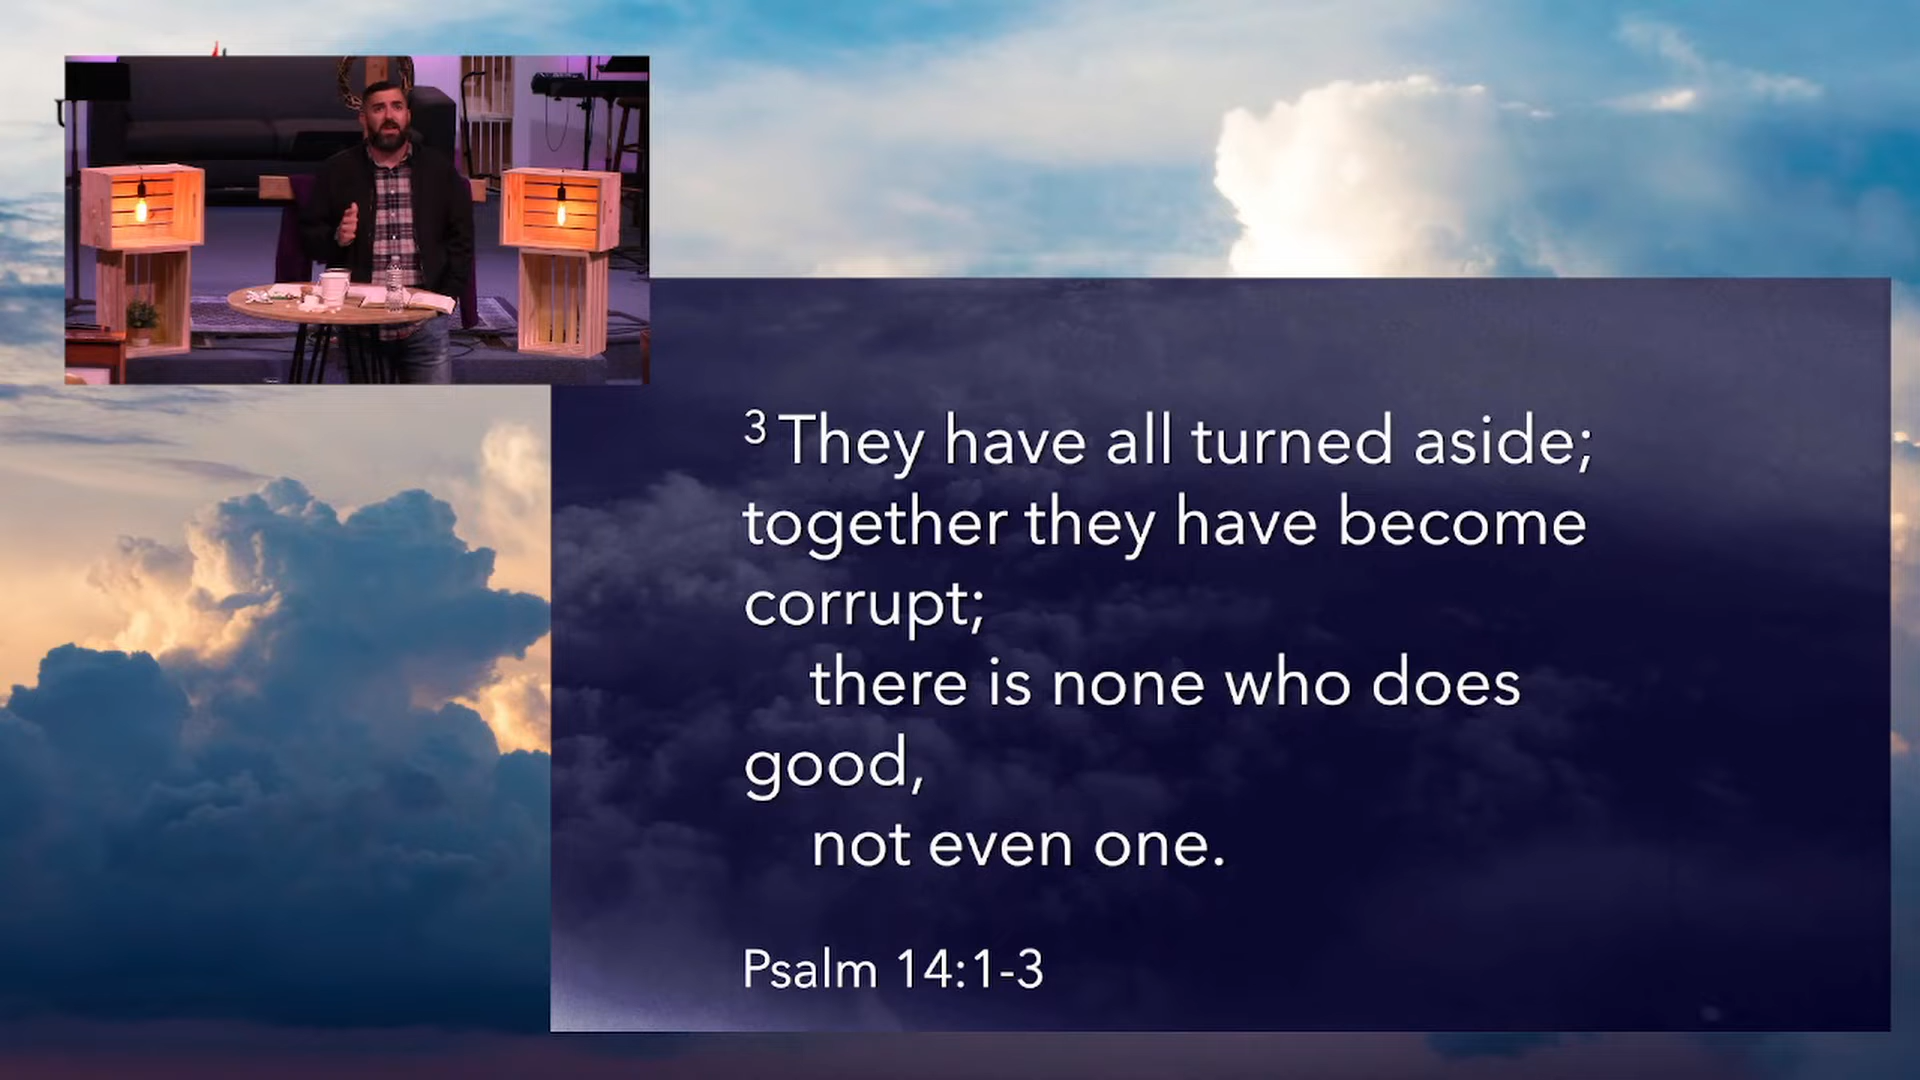 3 They have all turned aside;
together they have become
corrupt;
there is none who does
good,
not even one.
Psalm 14:1-3